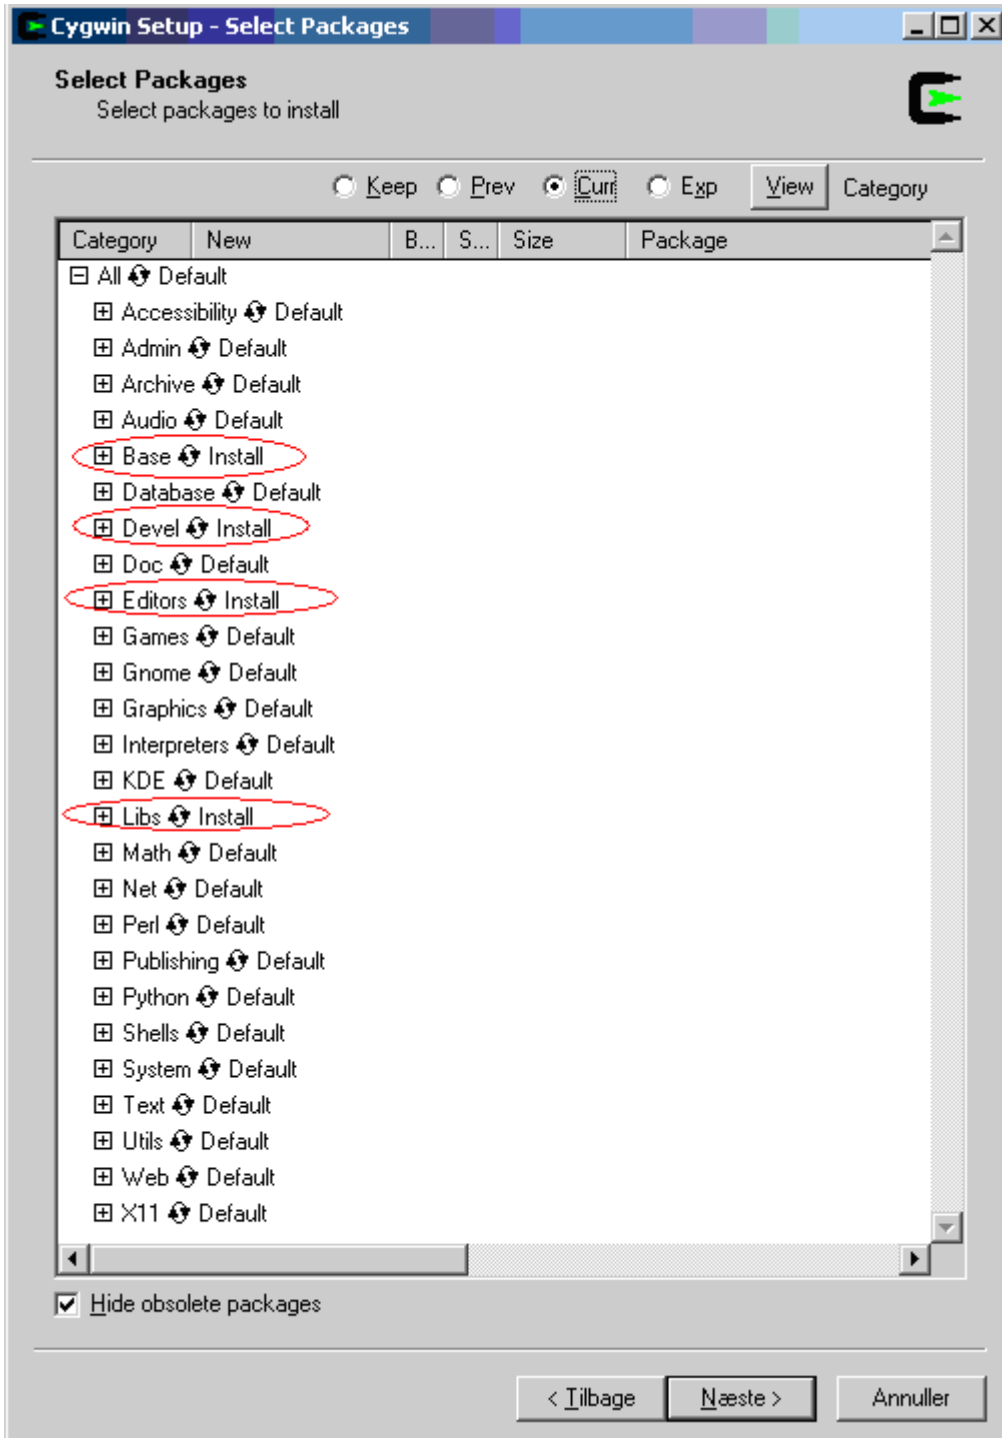 Cygwin Setup - Select Packages
Select Packages
Select packages to install
Keep Prev Curr Exp View Category
Category New B... S... Size Package
All Default
Accessibility Default
Admin Default
Archive Default
Audio Default
Base Install
Database Default
Devel Install
Doc Default
Editors Install
Games Default
Gnome Default
Graphics Default
Interpreters Default
KDE Default
Libs Install
Math Default
Net Default
Perl Default
Publishing Default
Python Default
Shells Default
System Default
Text Default
Utils Default
Web Default
X11 Default
Hide obsolete packages
< Tilbage Næste > Annuller